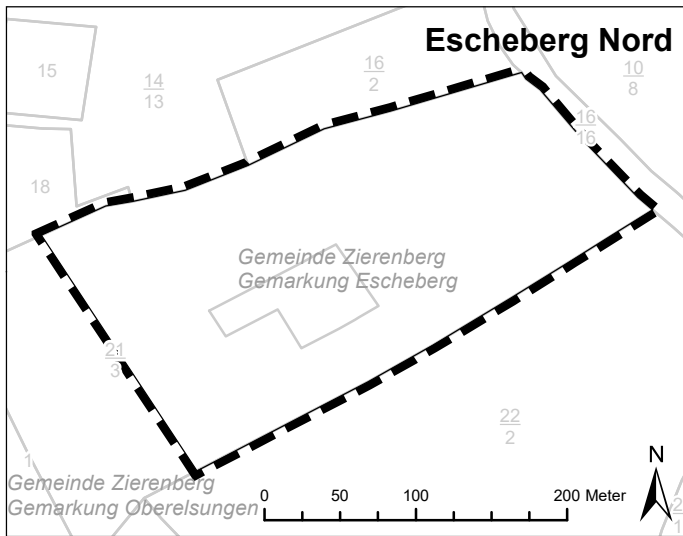 Escheberg Nord
15
14
13
16
2
10
8
16
16
18
Gemeinde Zierenberg
Gemarkung Escheberg
21
3
22
2
1
Gemeinde Zierenberg
Gemarkung Oberelsungen
0 50 100 200 Meter
N
2
1